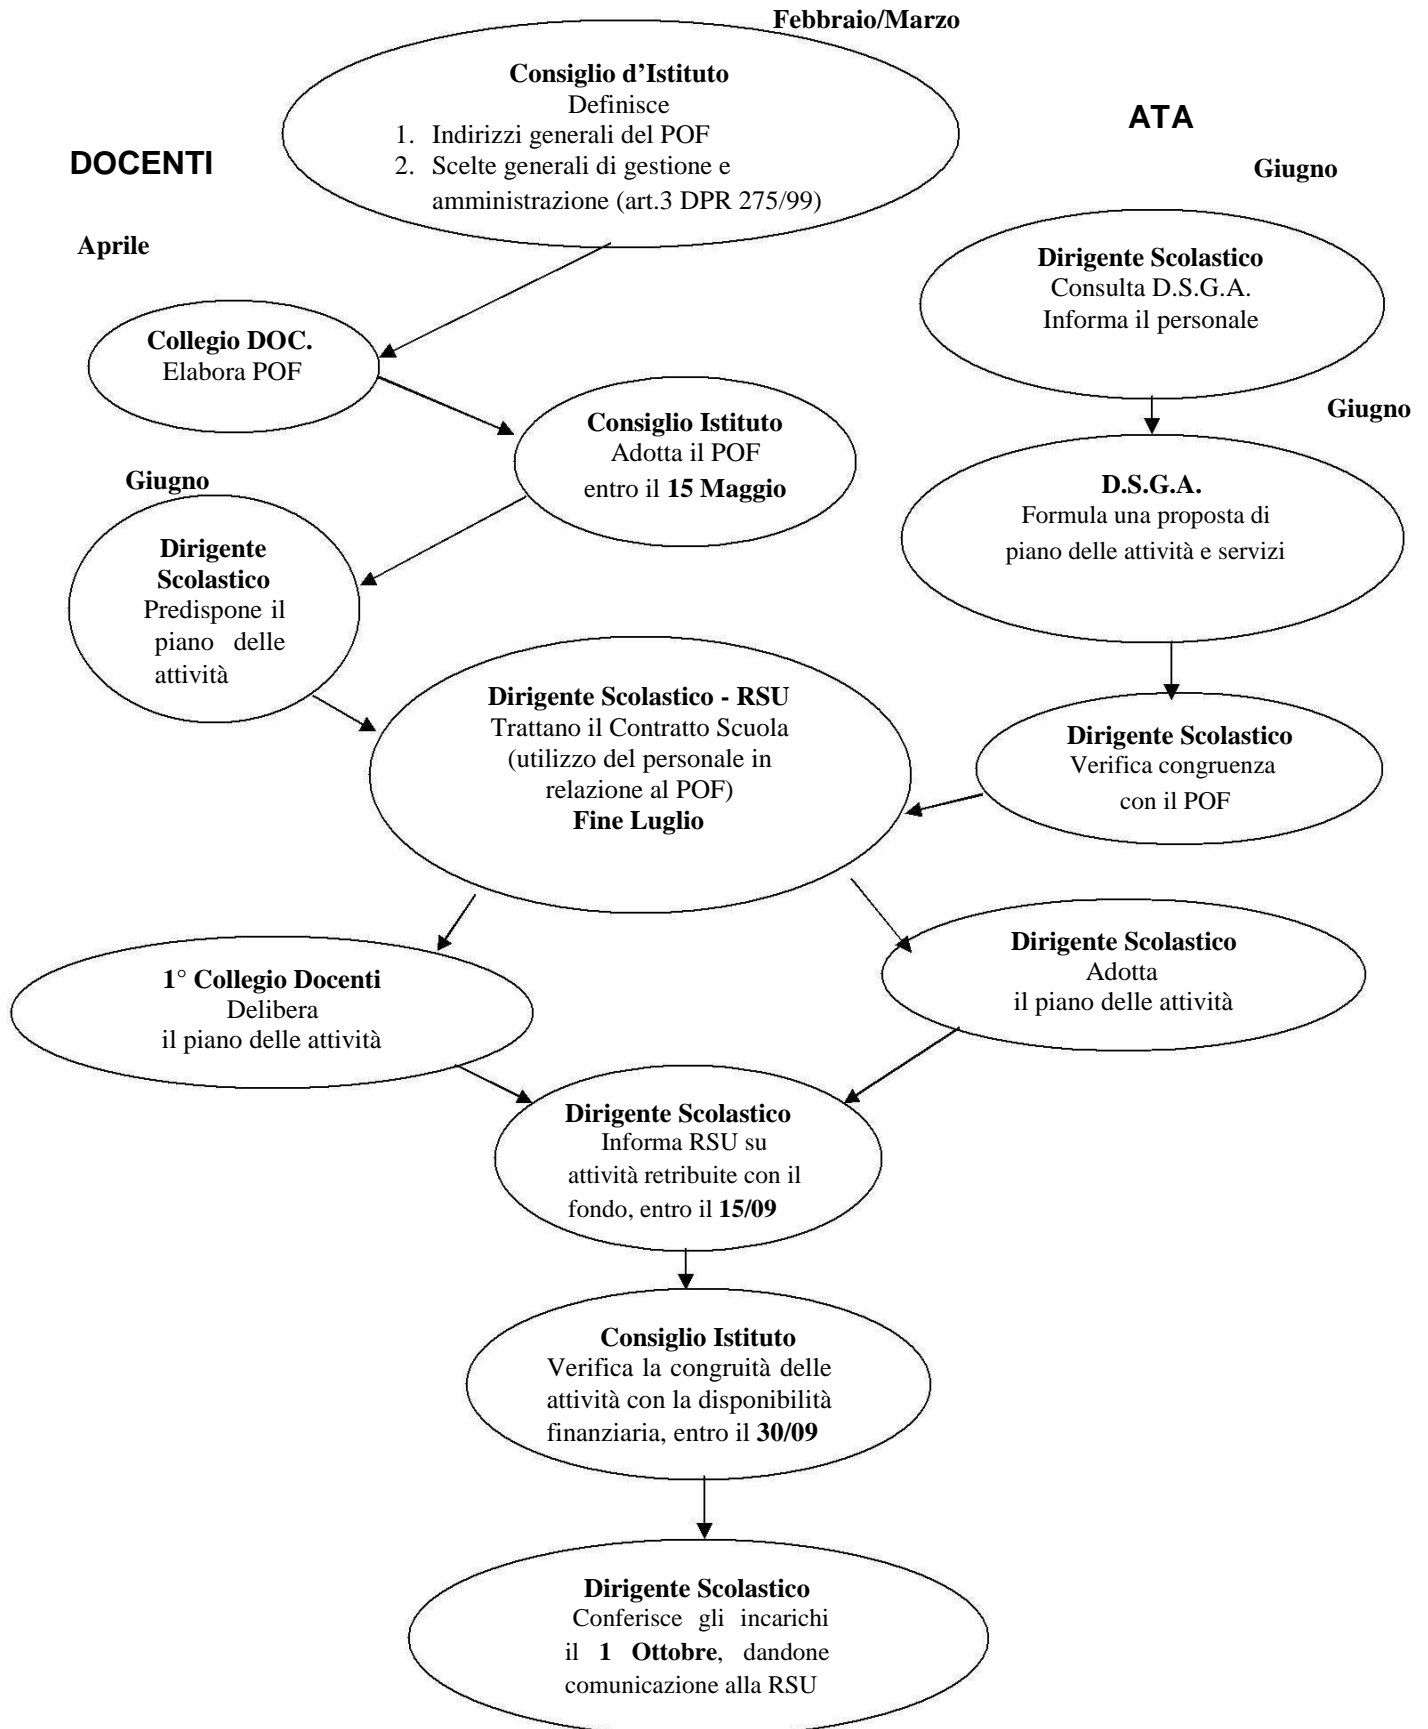 Febbraio/Marzo
Consiglio d’Istituto
Definisce
1. Indirizzi generali del POF
2. Scelte generali di gestione e
amministrazione (art.3 DPR 275/99)
ATA
DOCENTI
Giugno
Aprile
Dirigente Scolastico
Consulta D.S.G.A.
Informa il personale
Collegio DOC.
Elabora POF
Giugno
Consiglio Istituto
Adotta il POF
entro il 15 Maggio
Giugno
D.S.G.A.
Formula una proposta di
piano delle attività e servizi
Dirigente
Scolastico
Predispone il
piano delle
attività
Dirigente Scolastico - RSU
Trattano il Contratto Scuola
(utilizzo del personale in
relazione al POF)
Fine Luglio
Dirigente Scolastico
Verifica congruenza
con il POF
1° Collegio Docenti
Delibera
il piano delle attività
Dirigente Scolastico
Adotta
il piano delle attività
Dirigente Scolastico
Informa RSU su
attività retribuite con il
fondo, entro il 15/09
Consiglio Istituto
Verifica la congruità delle
attività con la disponibilità
finanziaria, entro il 30/09
Dirigente Scolastico
Conferisce gli incarichi
il 1 Ottobre, dandone
comunicazione alla RSU